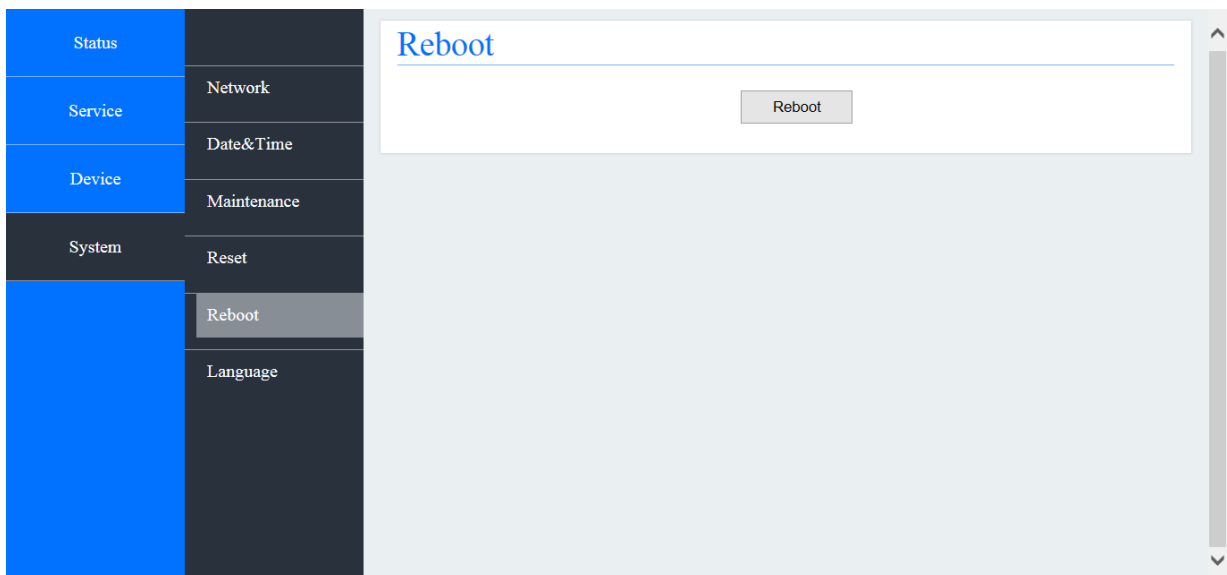 Status
Service
Device
System
Network
Date&Time
Maintenance
Reset
Reboot
Language
Reboot
Reboot